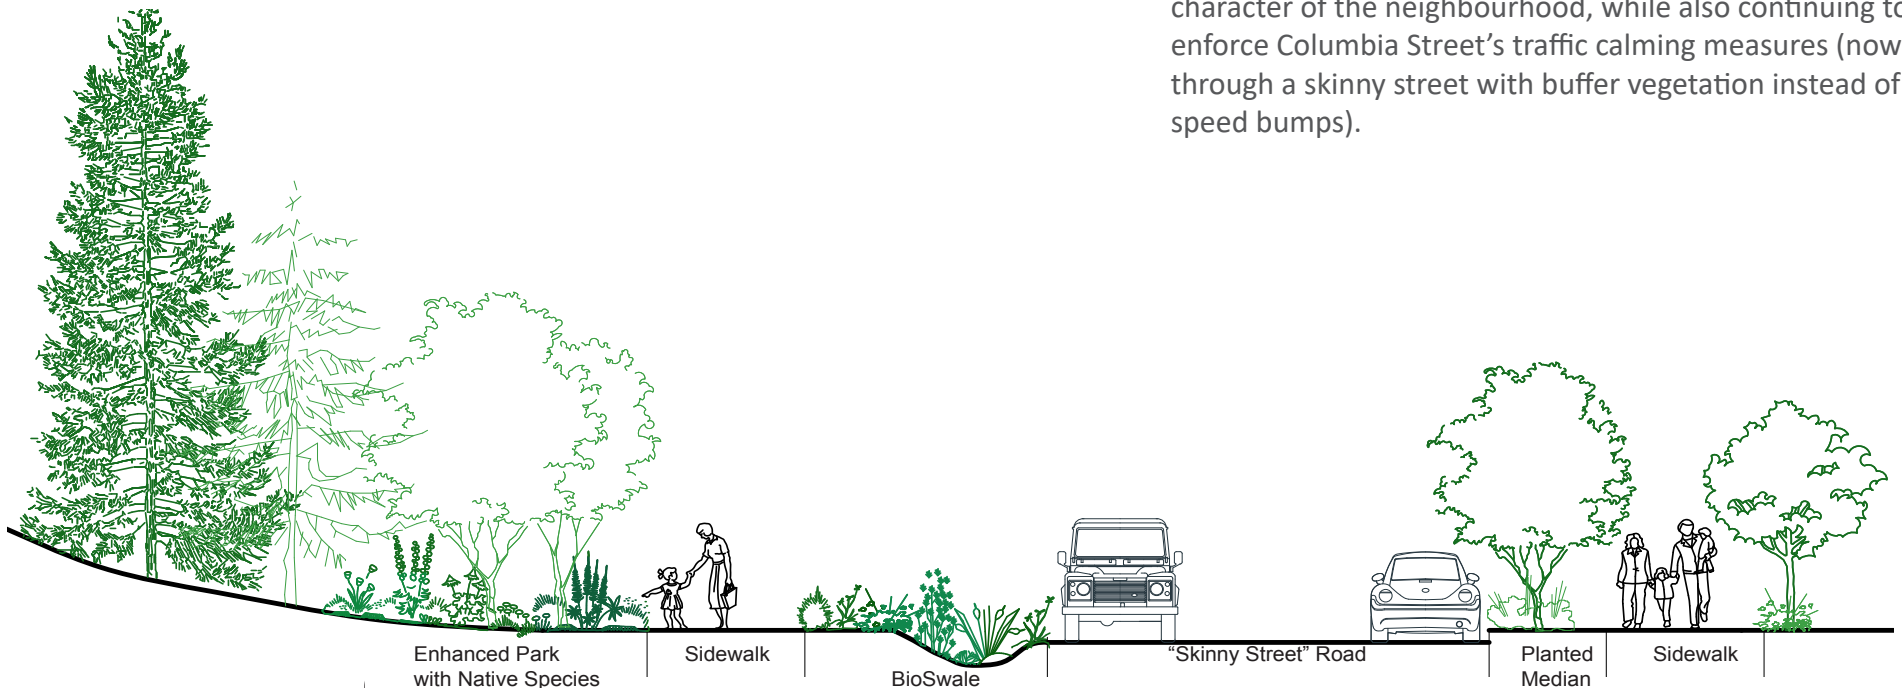 character of the neighbourhood, while also continuing to
enforce Columbia Street’s traffic calming measures (now
through a skinny street with buffer vegetation instead of
speed bumps).
Enhanced Park
with Native Species
Sidewalk
BioSwale
“Skinny Street” Road
Planted
Median
Sidewalk